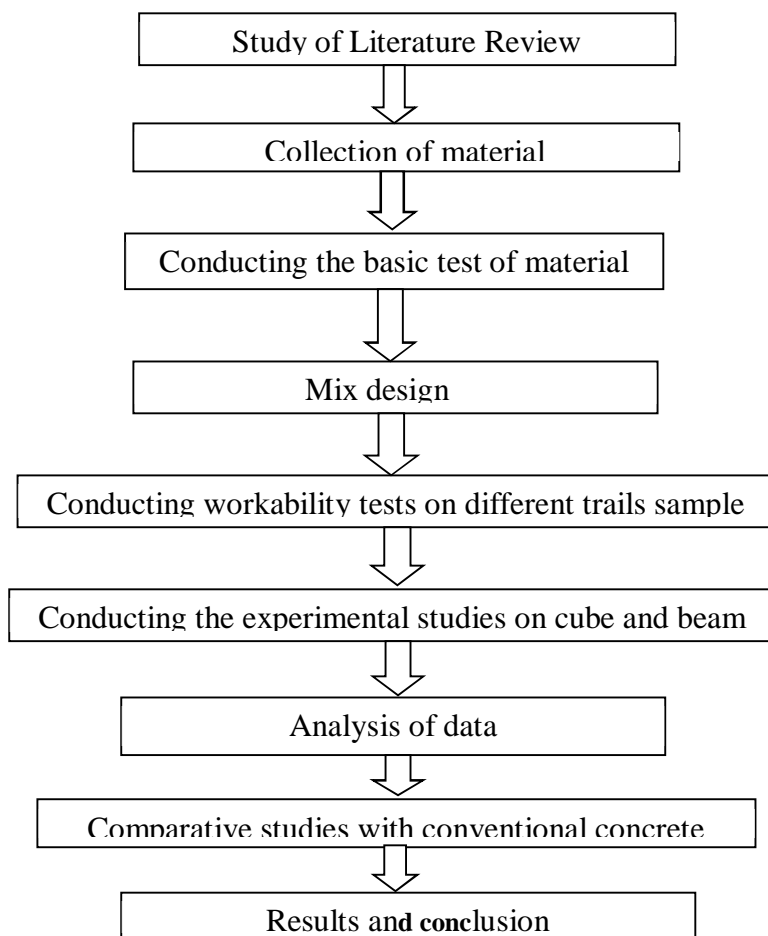 Study of Literature Review
Collection of material
Conducting the basic test of material
Mix design
Conducting workability tests on different trails sample
Conducting the experimental studies on cube and beam
Analysis of data
Comparative studies with conventional concrete
Results and conclusion